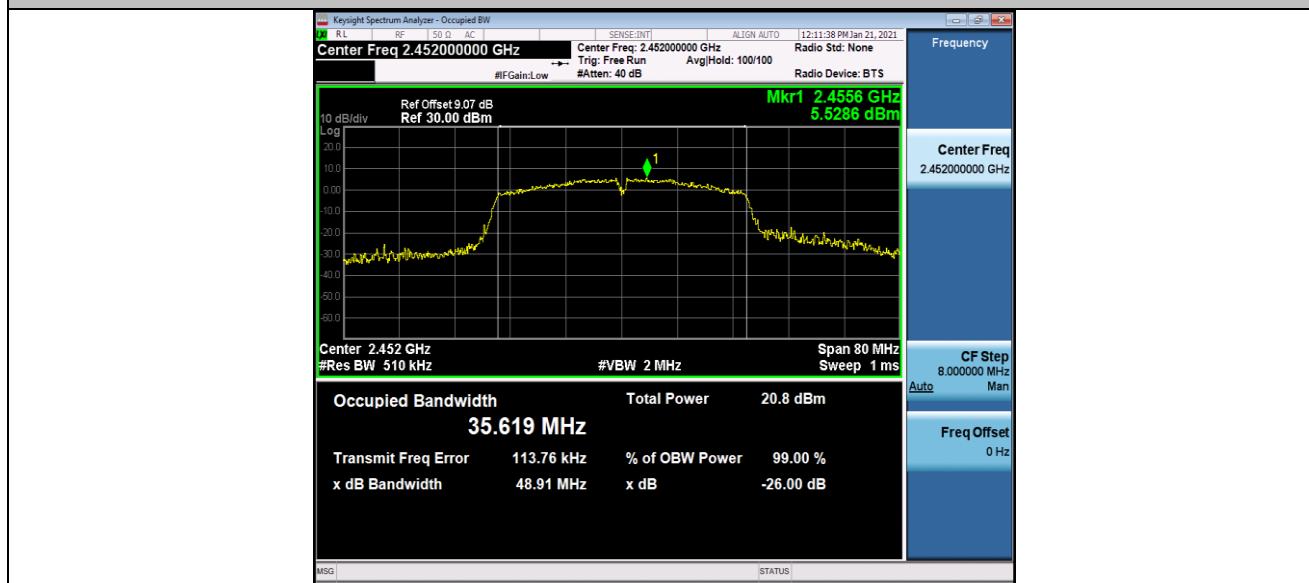 Keysight Spectrum Analyzer - Occupied BW
LXI RL RF 50 Ω AC SENSE:INT ALIGN AUTO 12:11:38 PM Jan 21, 2021
Center Freq 2.452000000 GHz
Center Freq: 2.452000000 GHz Radio Std: None
Trig: Free Run Avg|Hold: 100/100
#IFGain:Low #Atten: 40 dB Radio Device: BTS
Frequency
Mkr1 2.4556 GHz
5.5286 dBm
Ref Offset 9.07 dB
10 dB/div Ref 30.00 dBm
Log
20.0
10.0
0.00
-10.0
-20.0
-30.0
-40.0
-50.0
-60.0
1
Center 2.452 GHz Span 80 MHz
#Res BW 510 kHz #VBW 2 MHz Sweep 1 ms
Occupied Bandwidth Total Power 20.8 dBm
35.619 MHz
Transmit Freq Error 113.76 kHz % of OBW Power 99.00 %
x dB Bandwidth 48.91 MHz x dB -26.00 dB
Center Freq
2.452000000 GHz
CF Step
8.000000 MHz
Auto Man
Freq Offset
0 Hz
MSG STATUS